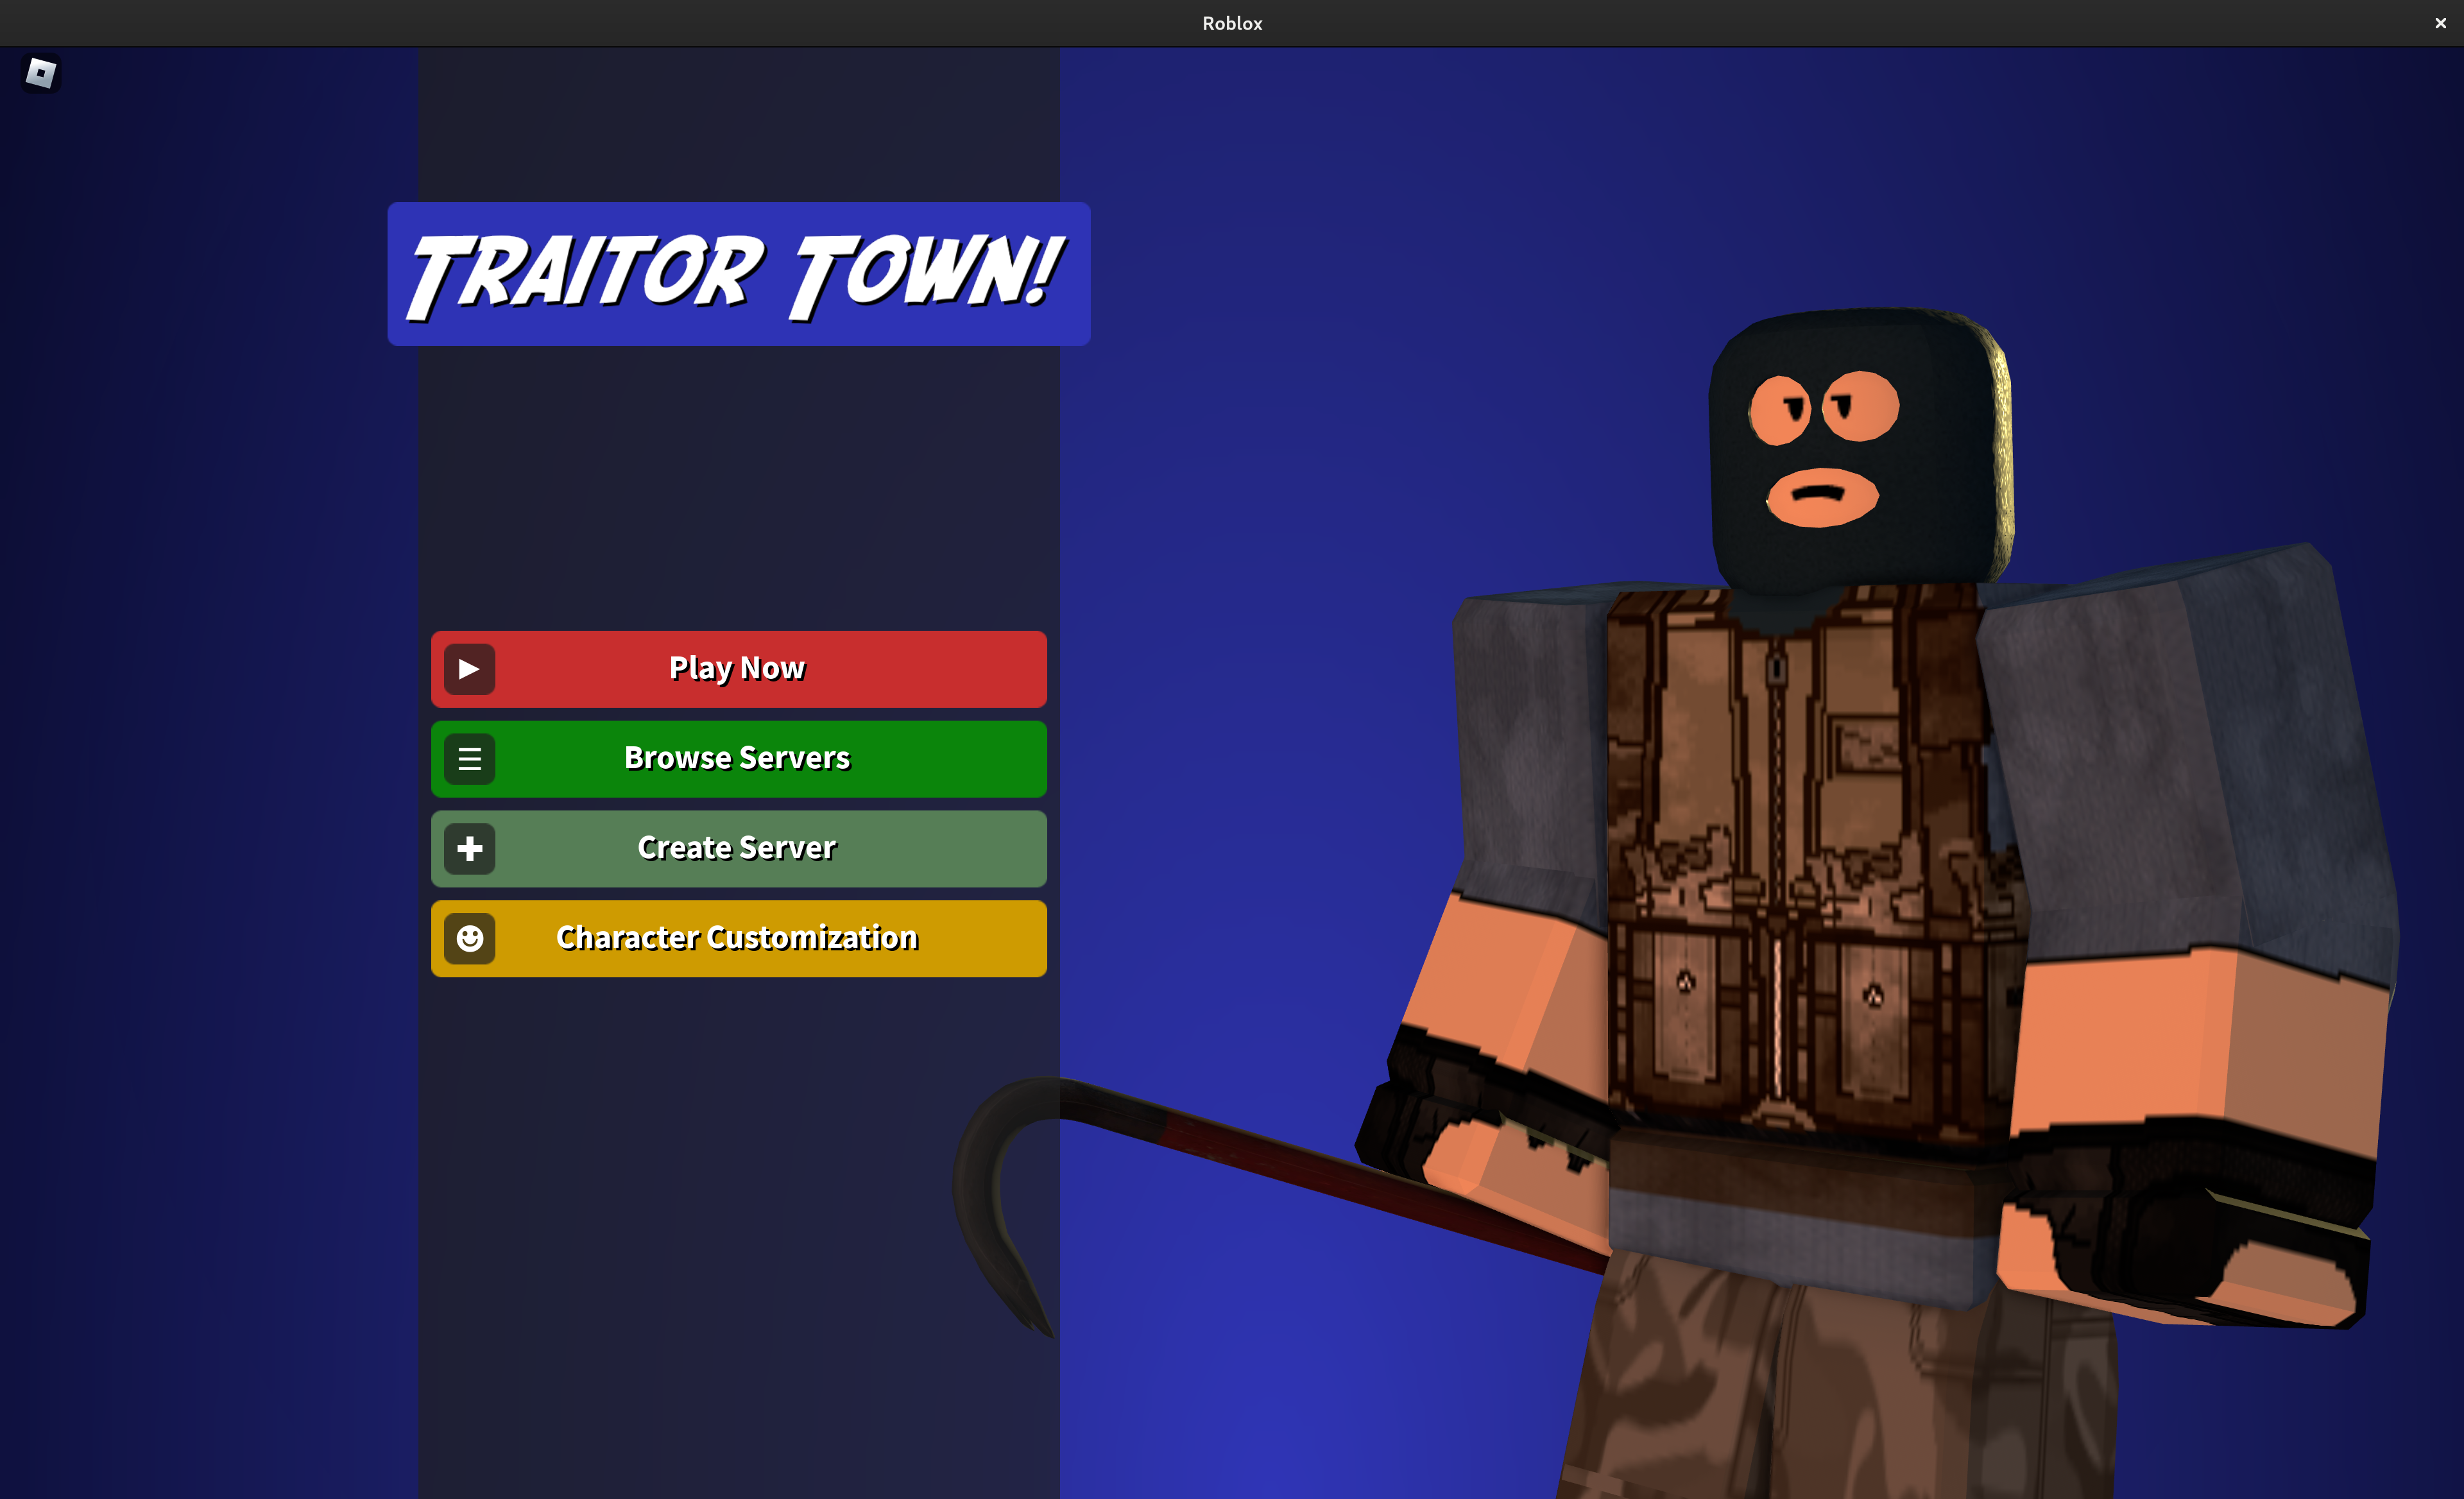 Roblox
TRAITOR TOWN!
Play Now
Browse Servers
Create Server
Character Customization